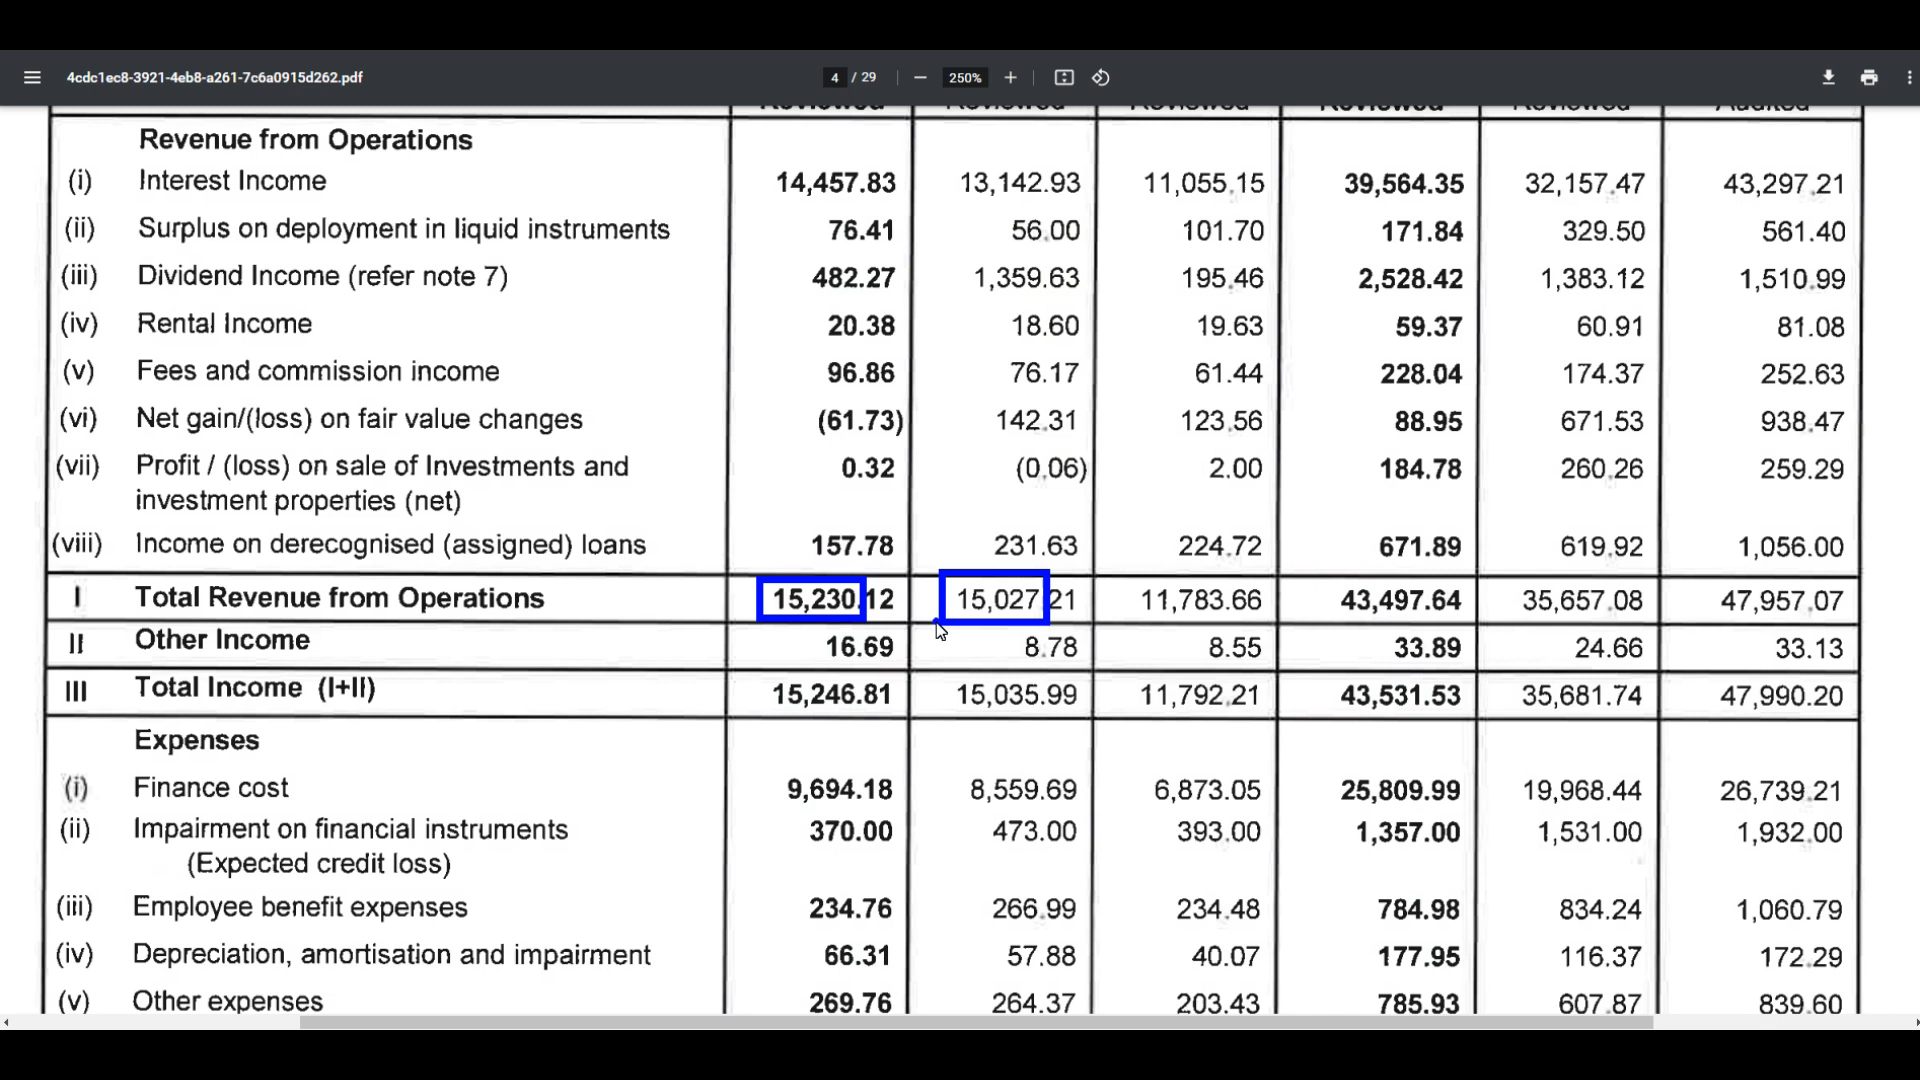 4cdc1ec8-3921-4eb8-a261-7c6a0915d262.pdf 4 / 29 250%
Reviewed Reviewed Reviewed Reviewed Reviewed Audited
Revenue from Operations
(i) Interest Income 14,457.83 13,142.93 11,055.15 39,564.35 32,157.47 43,297.21
(ii) Surplus on deployment in liquid instruments 76.41 56.00 101.70 171.84 329.50 561.40
(iii) Dividend Income (refer note 7) 482.27 1,359.63 195.46 2,528.42 1,383.12 1,510.99
(iv) Rental Income 20.38 18.60 19.63 59.37 60.91 81.08
(v) Fees and commission income 96.86 76.17 61.44 228.04 174.37 252.63
(vi) Net gain/(loss) on fair value changes (61.73) 142.31 123.56 88.95 671.53 938.47
(vii) Profit / (loss) on sale of Investments and 0.32 (0.06) 2.00 184.78 260.26 259.29
investment properties (net)
(viii) Income on derecognised (assigned) loans 157.78 231.63 224.72 671.89 619.92 1,056.00
I Total Revenue from Operations 15,230.12 15,027.21 11,783.66 43,497.64 35,657.08 47,957.07
II Other Income 16.69 8.78 8.55 33.89 24.66 33.13
III Total Income (I+II) 15,246.81 15,035.99 11,792.21 43,531.53 35,681.74 47,990.20
Expenses
(i) Finance cost 9,694.18 8,559.69 6,873.05 25,809.99 19,968.44 26,739.21
(ii) Impairment on financial instruments 370.00 473.00 393.00 1,357.00 1,531.00 1,932.00
(Expected credit loss)
(iii) Employee benefit expenses 234.76 266.99 234.48 784.98 834.24 1,060.79
(iv) Depreciation, amortisation and impairment 66.31 57.88 40.07 177.95 116.37 172.29
(v) Other expenses 269.76 264.37 203.43 785.93 607.87 839.60